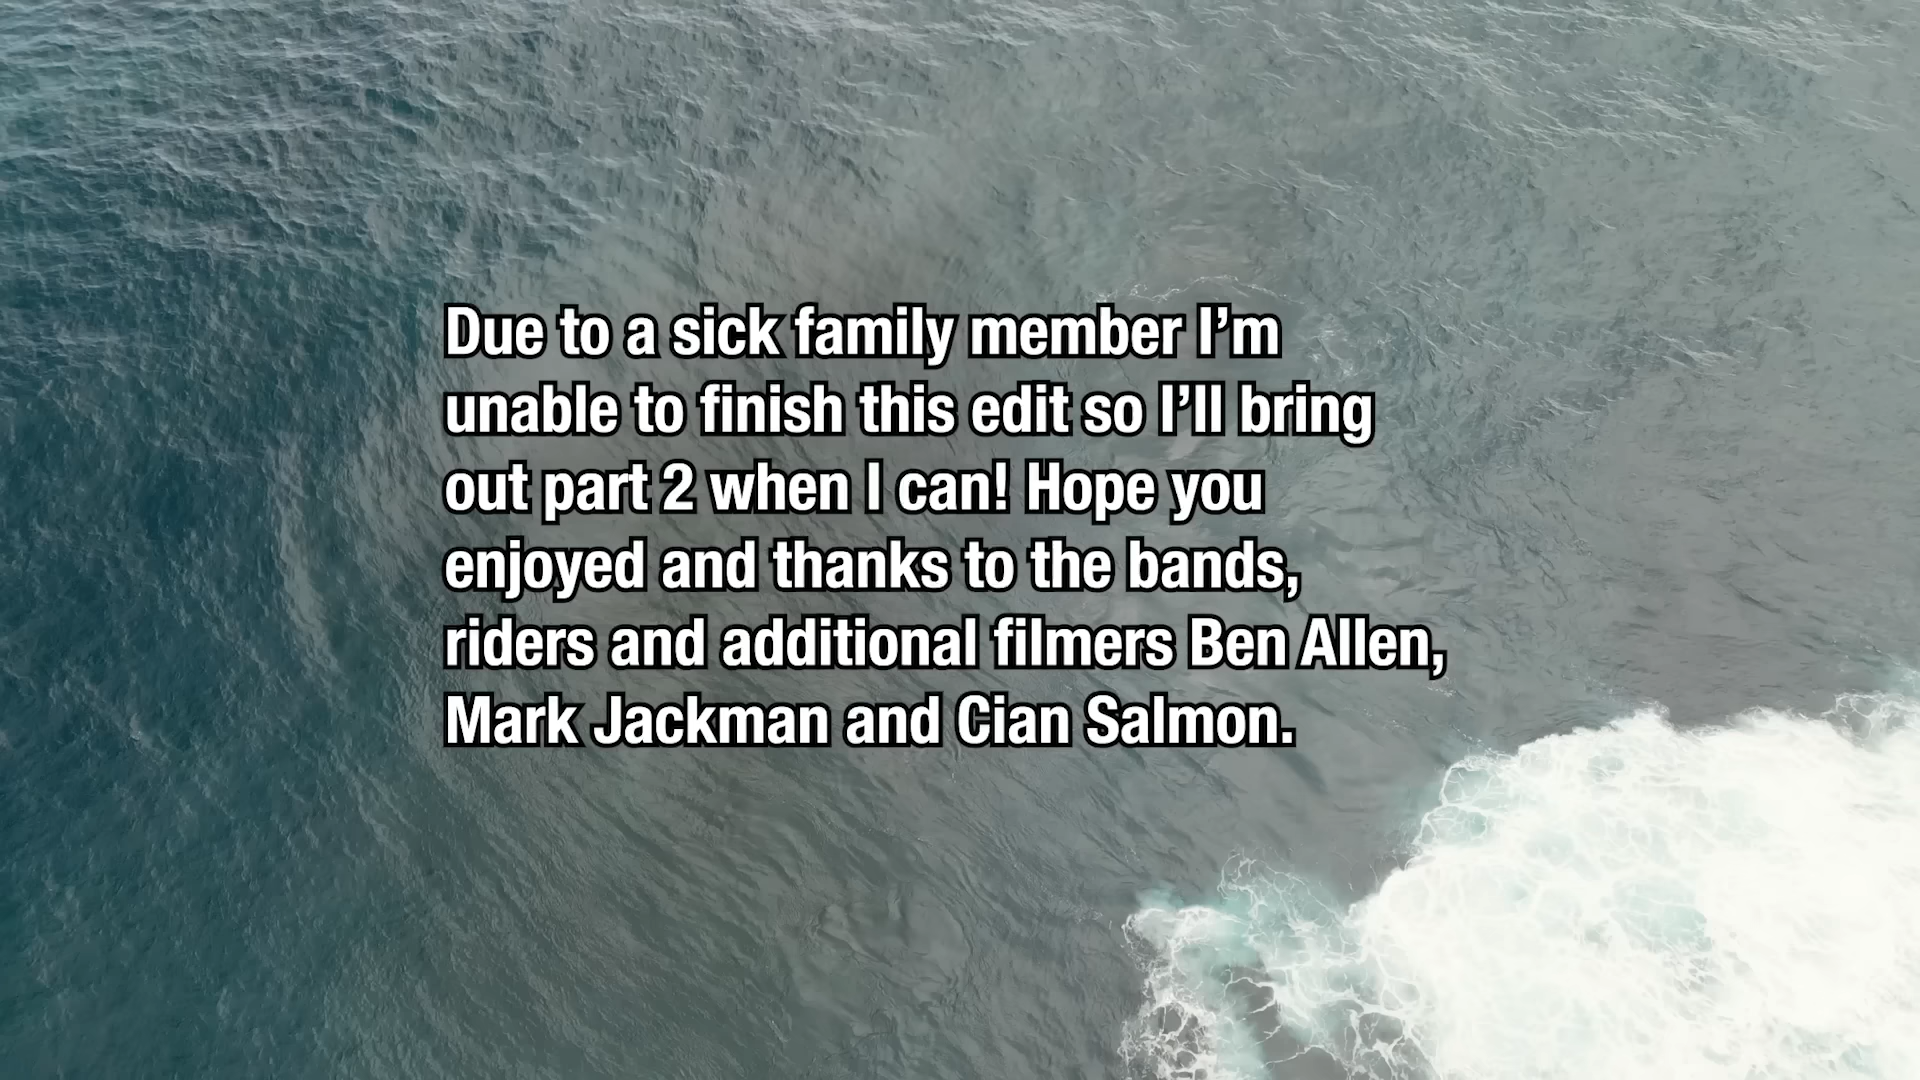 Due to a sick family member I’m
unable to finish this edit so I’ll bring
out part 2 when I can! Hope you
enjoyed and thanks to the bands,
riders and additional filmers Ben Allen,
Mark Jackman and Cian Salmon.